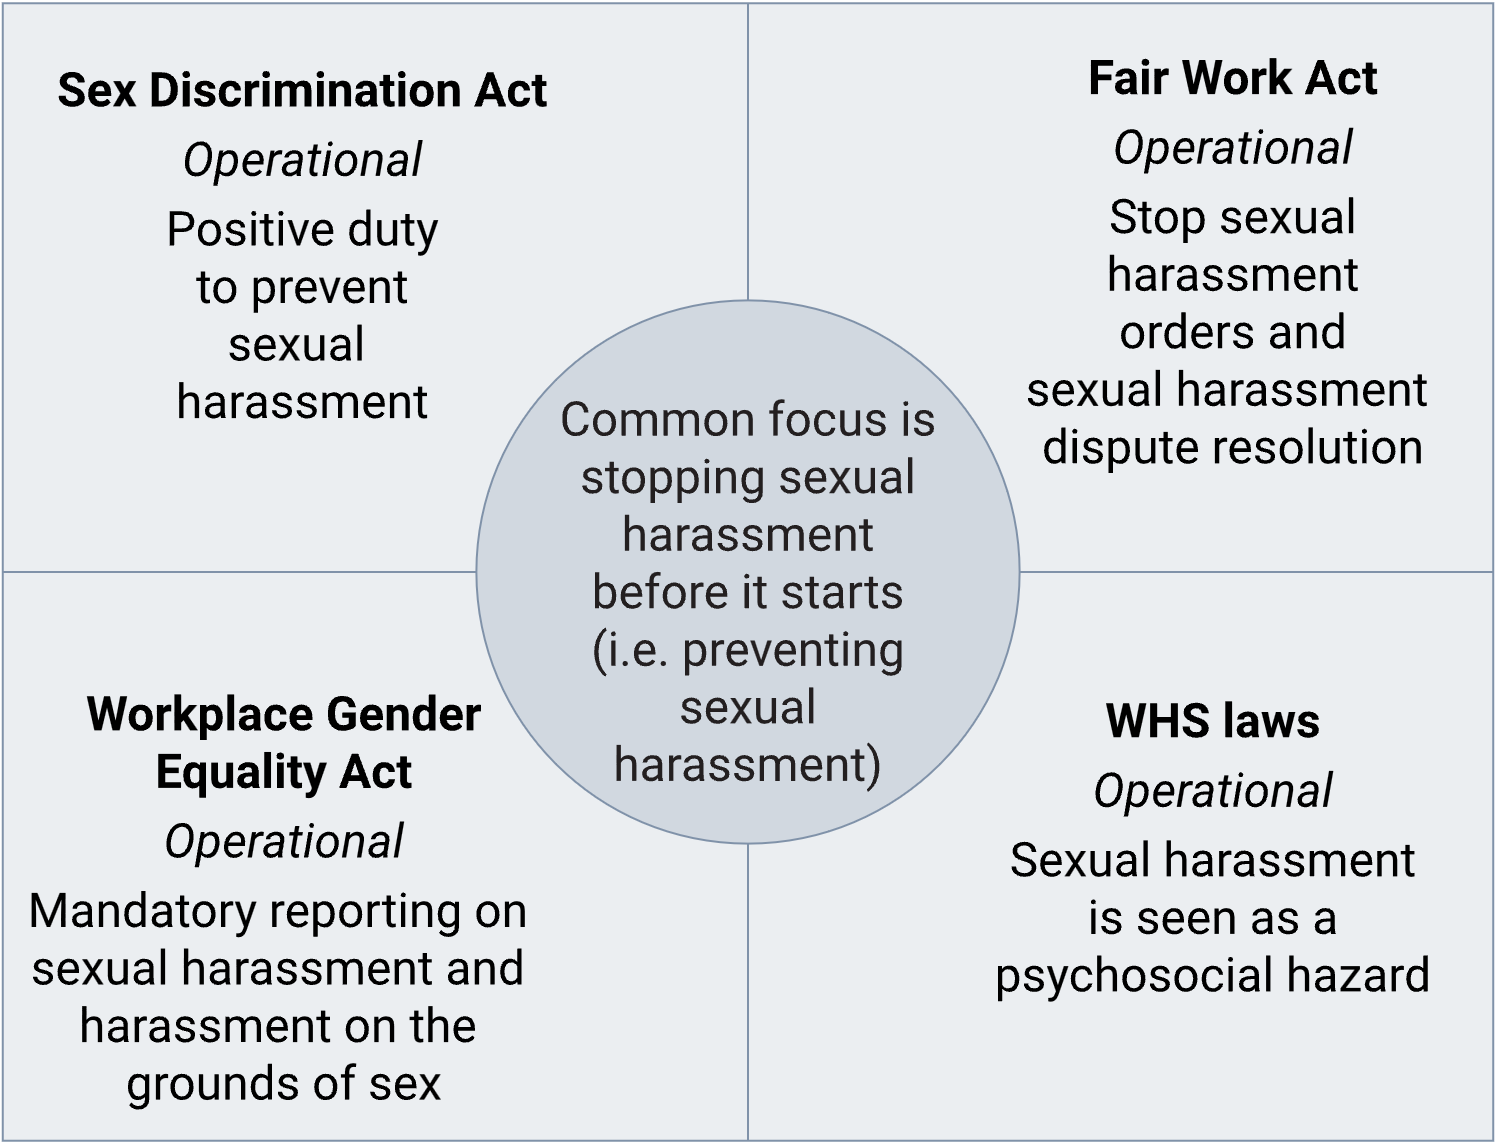 Sex Discrimination Act
Operational
Positive duty
to prevent
sexual
harassment
Fair Work Act
Operational
Stop sexual
harassment
orders and
sexual harassment
dispute resolution
Common focus is
stopping sexual
harassment
before it starts
(i.e. preventing
sexual
harassment)
Workplace Gender
Equality Act
Operational
Mandatory reporting on
sexual harassment and
harassment on the
grounds of sex
WHS laws
Operational
Sexual harassment
is seen as a
psychosocial hazard